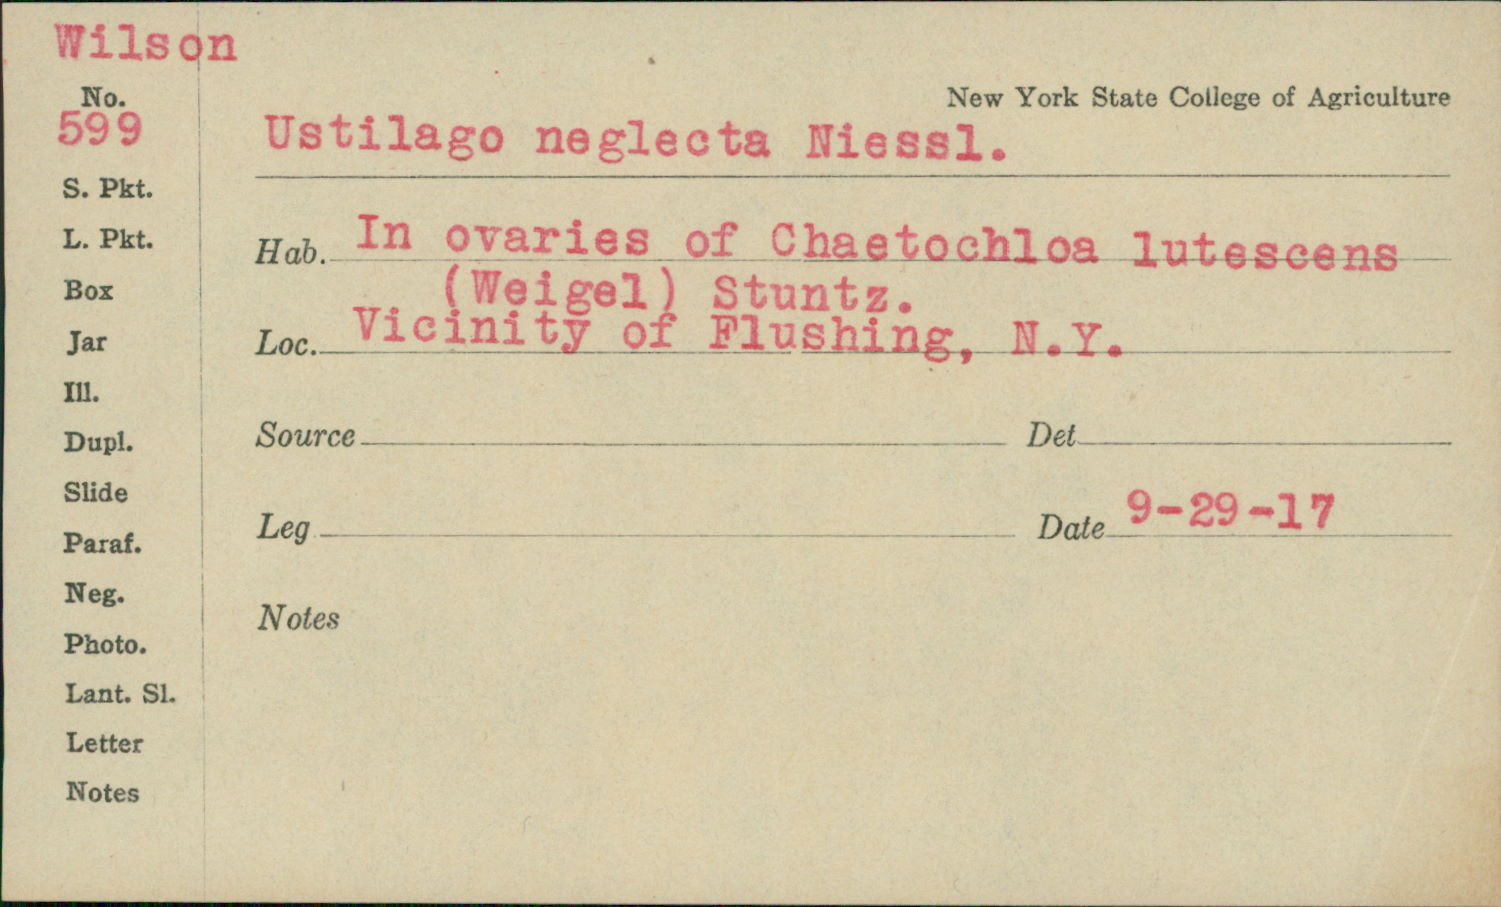 Wilson
No.
599
New York State College of Agriculture
Ustilago neglecta Niessl.
S. Pkt.
L. Pkt.
Box
Jar
Ill.
Dupl.
Slide
Paraf.
Neg.
Photo.
Lant. Sl.
Letter
Notes
Hab. In ovaries of Chaetochloa lutescens
(Weigel) Stuntz.
Loc. Vicinity of Flushing, N.Y.
Source Det
Leg Date 9-29-17
Notes